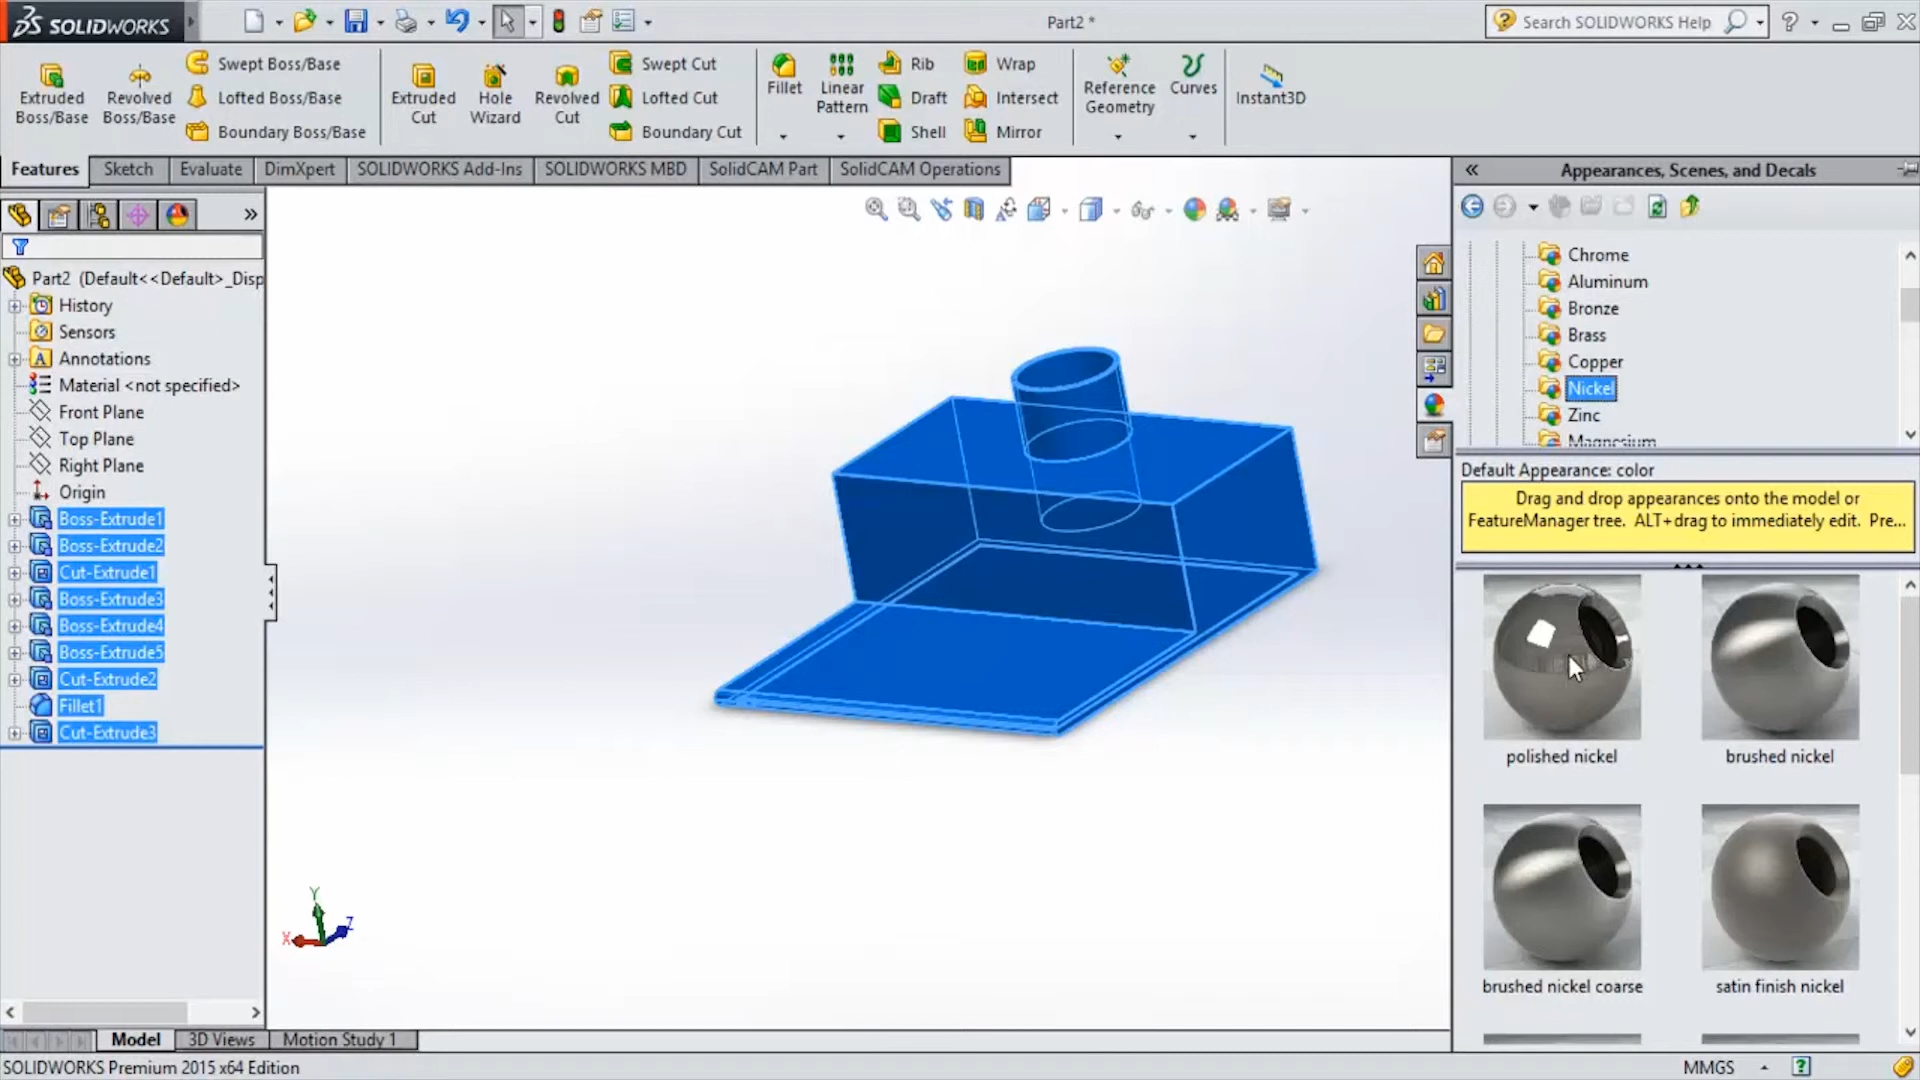 SOLIDWORKS
Part2 *
Search SOLIDWORKS Help
Extruded
Boss/Base
Revolved
Boss/Base
Swept Boss/Base
Lofted Boss/Base
Boundary Boss/Base
Extruded
Cut
Hole
Wizard
Revolved
Cut
Swept Cut
Lofted Cut
Boundary Cut
Fillet
Linear
Pattern
Rib
Draft
Shell
Wrap
Intersect
Mirror
Reference
Geometry
Curves
Instant3D
Features
Sketch
Evaluate
DimXpert
SOLIDWORKS Add-Ins
SOLIDWORKS MBD
SolidCAM Part
SolidCAM Operations
Part2 (Default<<Default>_Disp
History
Sensors
Annotations
Material <not specified>
Front Plane
Top Plane
Right Plane
Origin
Boss-Extrude1
Boss-Extrude2
Cut-Extrude1
Boss-Extrude3
Boss-Extrude4
Boss-Extrude5
Cut-Extrude2
Fillet1
Cut-Extrude3
Y
Z
X
Appearances, Scenes, and Decals
Chrome
Aluminum
Bronze
Brass
Copper
Nickel
Zinc
Magnesium
Default Appearance: color
Drag and drop appearances onto the model or
FeatureManager tree. ALT+drag to immediately edit. Pre...
polished nickel
brushed nickel
brushed nickel coarse
satin finish nickel
Model
3D Views
Motion Study 1
SOLIDWORKS Premium 2015 x64 Edition
MMGS